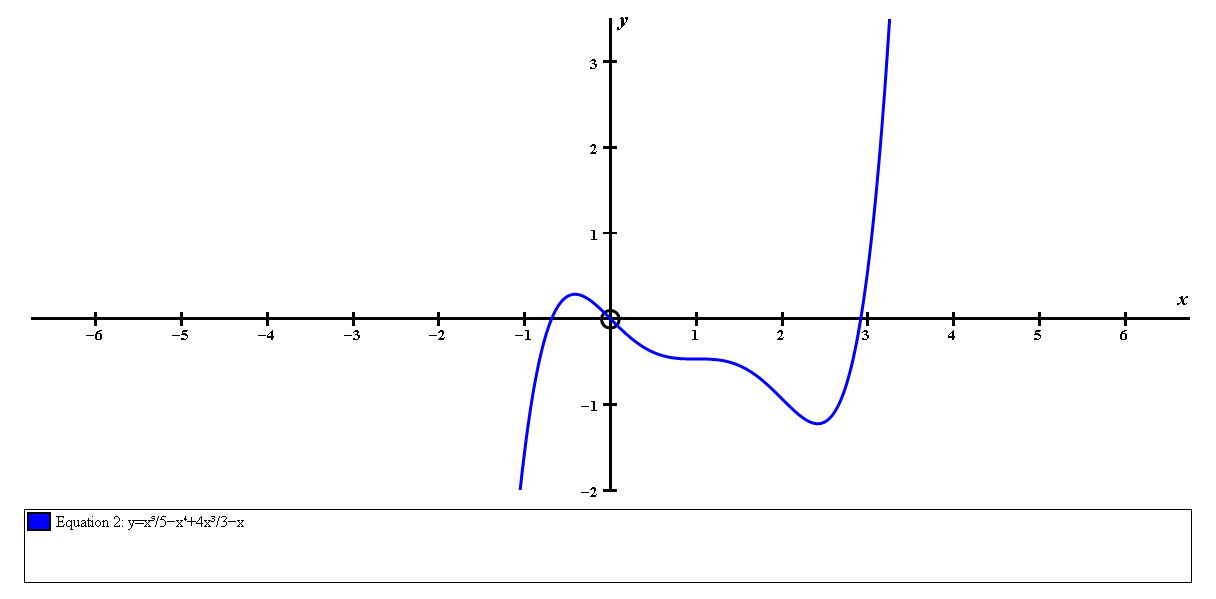 y
3
2
1
x
−6 −5 −4 −3 −2 −1 1 2 3 4 5 6
−1
−2
Equation 2: y=x⁵/5−x⁴+4x³/3−x